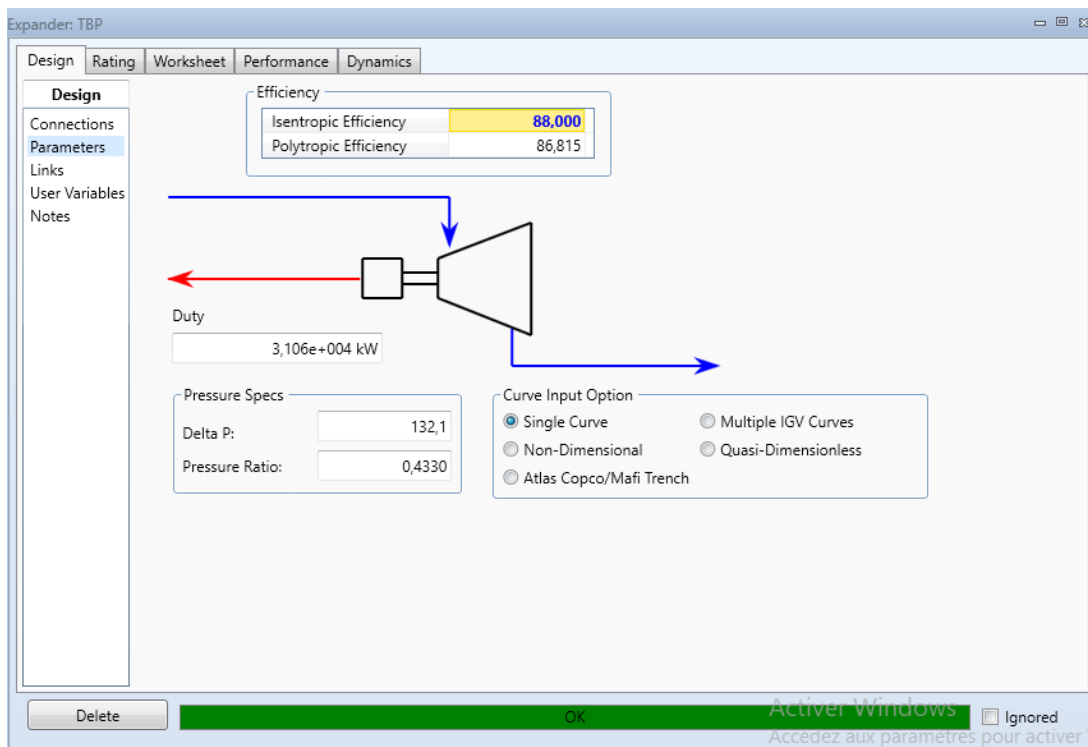 Expander: TBP
Design Rating Worksheet Performance Dynamics
Design
Connections
Parameters
Links
User Variables
Notes
Efficiency
Isentropic Efficiency 88,000
Polytropic Efficiency 86,815
Duty
3,106e+004 kW
Pressure Specs
Delta P: 132,1
Pressure Ratio: 0,4330
Curve Input Option
Single Curve Multiple IGV Curves
Non-Dimensional Quasi-Dimensionless
Atlas Copco/Mafi Trench
Delete OK Ignored
Activer Windows
Accédez aux paramètres pour activer